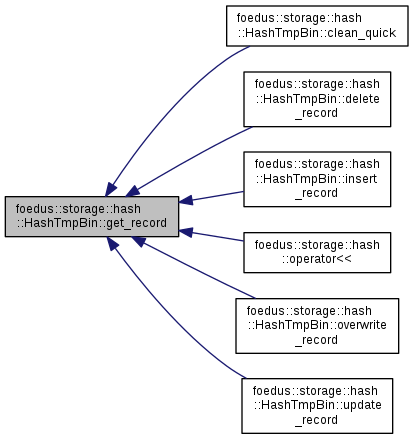 foedus::storage::hash
::HashTmpBin::clean_quick
foedus::storage::hash
::HashTmpBin::delete
_record
foedus::storage::hash
::HashTmpBin::insert
_record
foedus::storage::hash
::HashTmpBin::get_record
foedus::storage::hash
::operator<<
foedus::storage::hash
::HashTmpBin::overwrite
_record
foedus::storage::hash
::HashTmpBin::update
_record